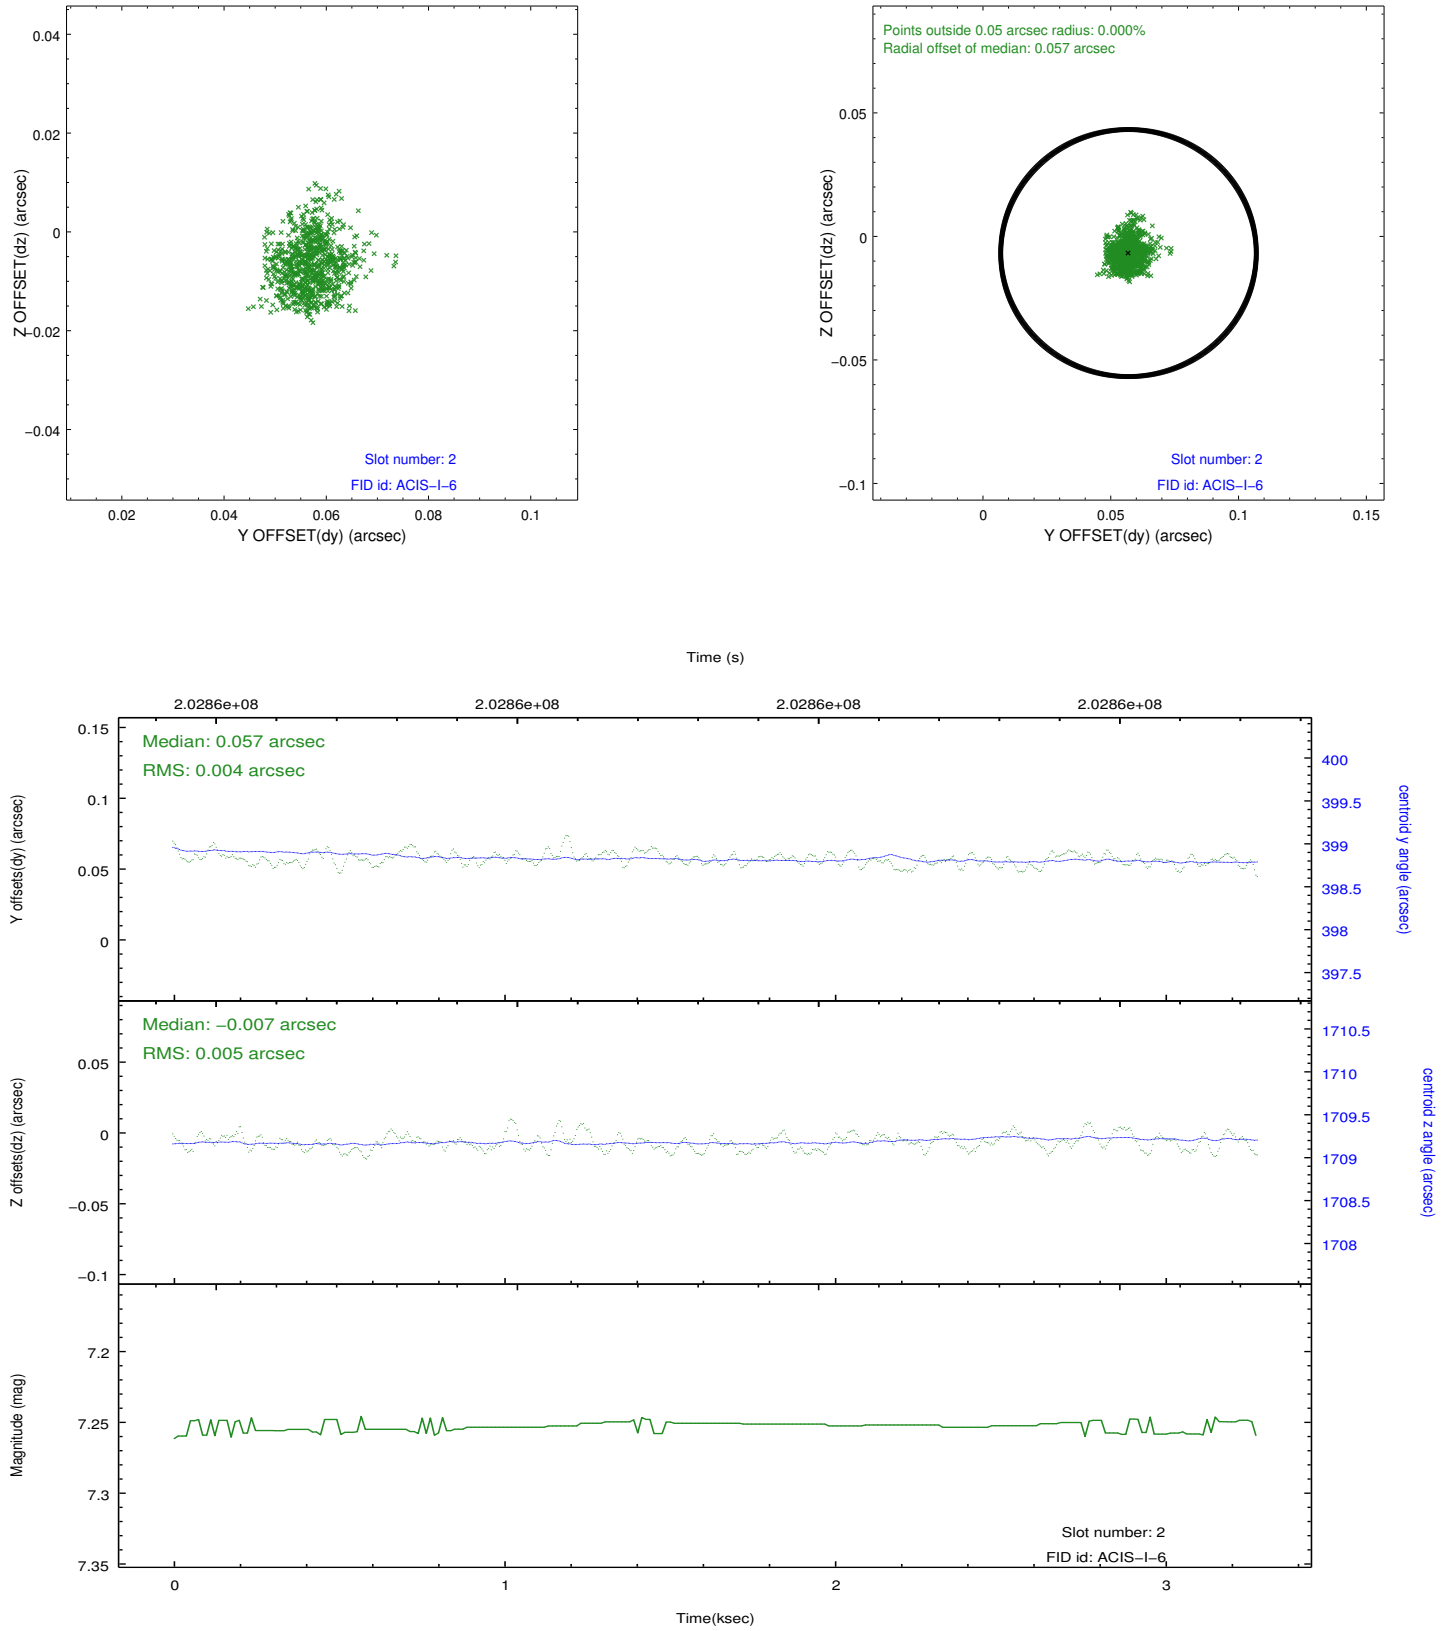 0.04
0.02
0
−0.02
−0.04
Z OFFSET(dz) (arcsec)
Slot number: 2
FID id: ACIS−I−6
0.02 0.04 0.06 0.08 0.1
Y OFFSET(dy) (arcsec)
Points outside 0.05 arcsec radius: 0.000%
Radial offset of median: 0.057 arcsec
0.05
0
−0.05
−0.1
Z OFFSET(dz) (arcsec)
Slot number: 2
FID id: ACIS−I−6
0 0.05 0.1 0.15
Y OFFSET(dy) (arcsec)
Time (s)
2.0286e+08 2.0286e+08 2.0286e+08 2.0286e+08
Median: 0.057 arcsec
RMS: 0.004 arcsec
0.15
0.1
0.05
0
Y offsets(dy) (arcsec)
400
399.5
399
398.5
398
397.5
centroid y angle (arcsec)
Median: −0.007 arcsec
RMS: 0.005 arcsec
0.05
0
−0.05
−0.1
Z offsets(dz) (arcsec)
1710.5
1710
1709.5
1709
1708.5
1708
centroid z angle (arcsec)
7.2
7.25
7.3
7.35
Magnitude (mag)
Slot number: 2
FID id: ACIS−I−6
0 1 2 3
Time(ksec)